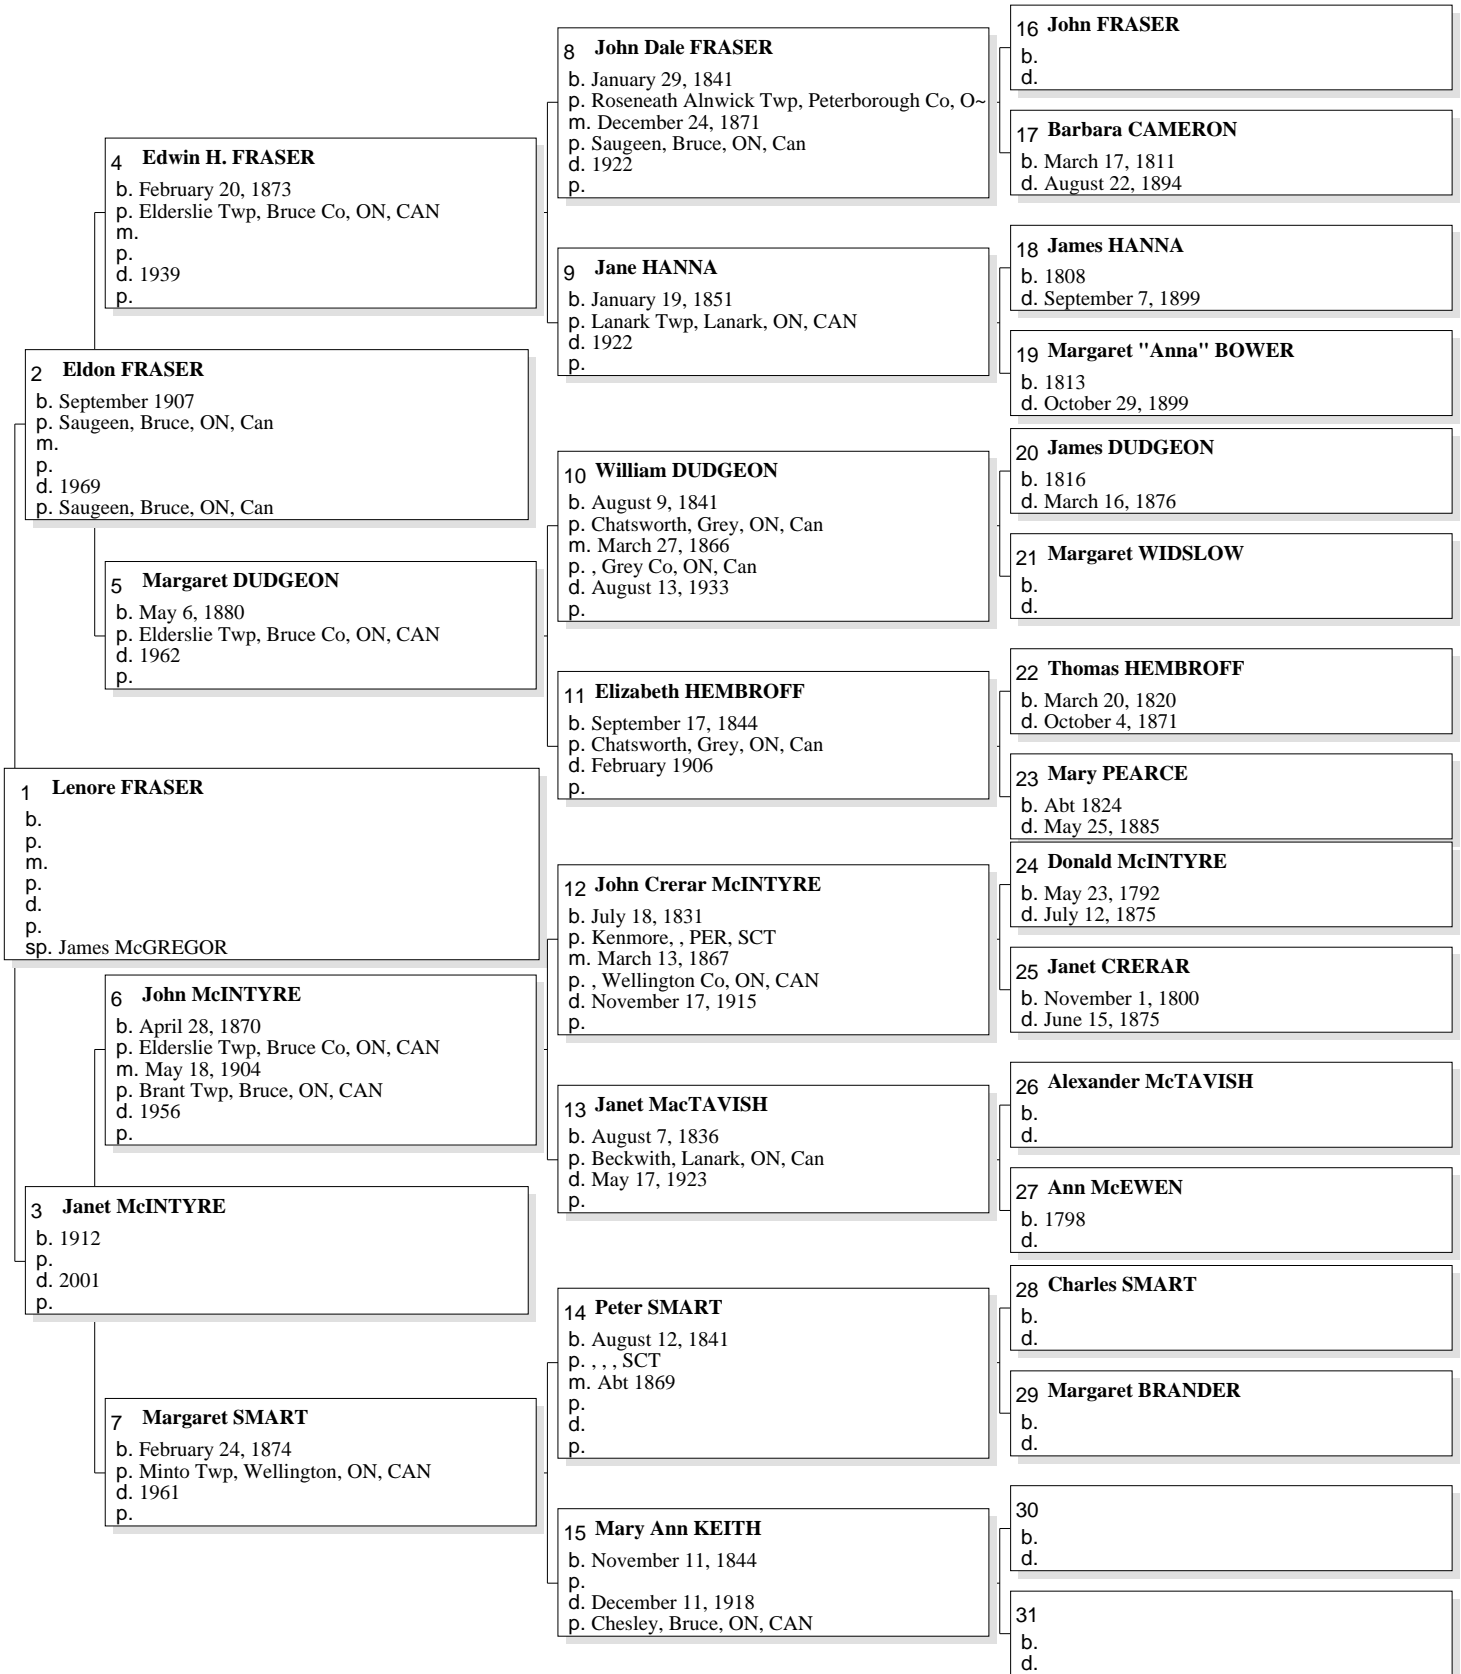 16 John FRASER
b.
d.
8 John Dale FRASER
b. January 29, 1841
p. Roseneath Alnwick Twp, Peterborough Co, O~
m. December 24, 1871
p. Saugeen, Bruce, ON, Can
d. 1922
p.
17 Barbara CAMERON
b. March 17, 1811
d. August 22, 1894
4 Edwin H. FRASER
b. February 20, 1873
p. Elderslie Twp, Bruce Co, ON, CAN
m.
p.
d. 1939
p.
18 James HANNA
b. 1808
d. September 7, 1899
9 Jane HANNA
b. January 19, 1851
p. Lanark Twp, Lanark, ON, CAN
d. 1922
p.
19 Margaret "Anna" BOWER
b. 1813
d. October 29, 1899
2 Eldon FRASER
b. September 1907
p. Saugeen, Bruce, ON, Can
m.
p.
d. 1969
p. Saugeen, Bruce, ON, Can
20 James DUDGEON
b. 1816
d. March 16, 1876
10 William DUDGEON
b. August 9, 1841
p. Chatsworth, Grey, ON, Can
m. March 27, 1866
p. , Grey Co, ON, Can
d. August 13, 1933
p.
21 Margaret WIDSLOW
b.
d.
5 Margaret DUDGEON
b. May 6, 1880
p. Elderslie Twp, Bruce Co, ON, CAN
d. 1962
p.
22 Thomas HEMBROFF
b. March 20, 1820
d. October 4, 1871
11 Elizabeth HEMBROFF
b. September 17, 1844
p. Chatsworth, Grey, ON, Can
d. February 1906
p.
23 Mary PEARCE
b. Abt 1824
d. May 25, 1885
1 Lenore FRASER
b.
p.
m.
p.
d.
p.
sp. James McGREGOR
24 Donald McINTYRE
b. May 23, 1792
d. July 12, 1875
12 John Crerar McINTYRE
b. July 18, 1831
p. Kenmore, , PER, SCT
m. March 13, 1867
p. , Wellington Co, ON, CAN
d. November 17, 1915
p.
25 Janet CRERAR
b. November 1, 1800
d. June 15, 1875
6 John McINTYRE
b. April 28, 1870
p. Elderslie Twp, Bruce Co, ON, CAN
m. May 18, 1904
p. Brant Twp, Bruce, ON, CAN
d. 1956
p.
26 Alexander McTAVISH
b.
d.
13 Janet MacTAVISH
b. August 7, 1836
p. Beckwith, Lanark, ON, Can
d. May 17, 1923
p.
27 Ann McEWEN
b. 1798
d.
3 Janet McINTYRE
b. 1912
p.
d. 2001
p.
28 Charles SMART
b.
d.
14 Peter SMART
b. August 12, 1841
p. , , , SCT
m. Abt 1869
p.
d.
p.
29 Margaret BRANDER
b.
d.
7 Margaret SMART
b. February 24, 1874
p. Minto Twp, Wellington, ON, CAN
d. 1961
p.
30
b.
d.
15 Mary Ann KEITH
b. November 11, 1844
p.
d. December 11, 1918
p. Chesley, Bruce, ON, CAN
31
b.
d.